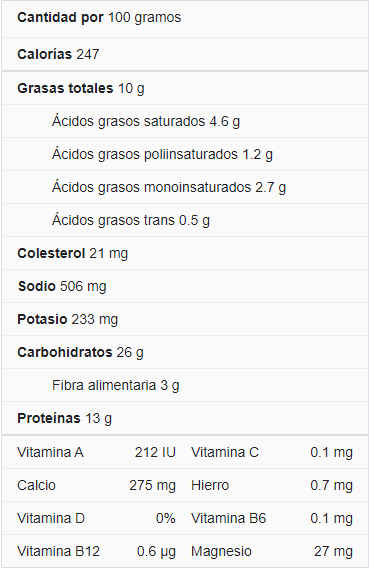 Cantidad por 100 gramos
Calorías 247
Grasas totales 10 g
Ácidos grasos saturados 4.6 g
Ácidos grasos poliinsaturados 1.2 g
Ácidos grasos monoinsaturados 2.7 g
Ácidos grasos trans 0.5 g
Colesterol 21 mg
Sodio 506 mg
Potasio 233 mg
Carbohidratos 26 g
Fibra alimentaria 3 g
Proteínas 13 g
Vitamina A 212 IU Vitamina C 0.1 mg
Calcio 275 mg Hierro 0.7 mg
Vitamina D 0% Vitamina B6 0.1 mg
Vitamina B12 0.6 µg Magnesio 27 mg